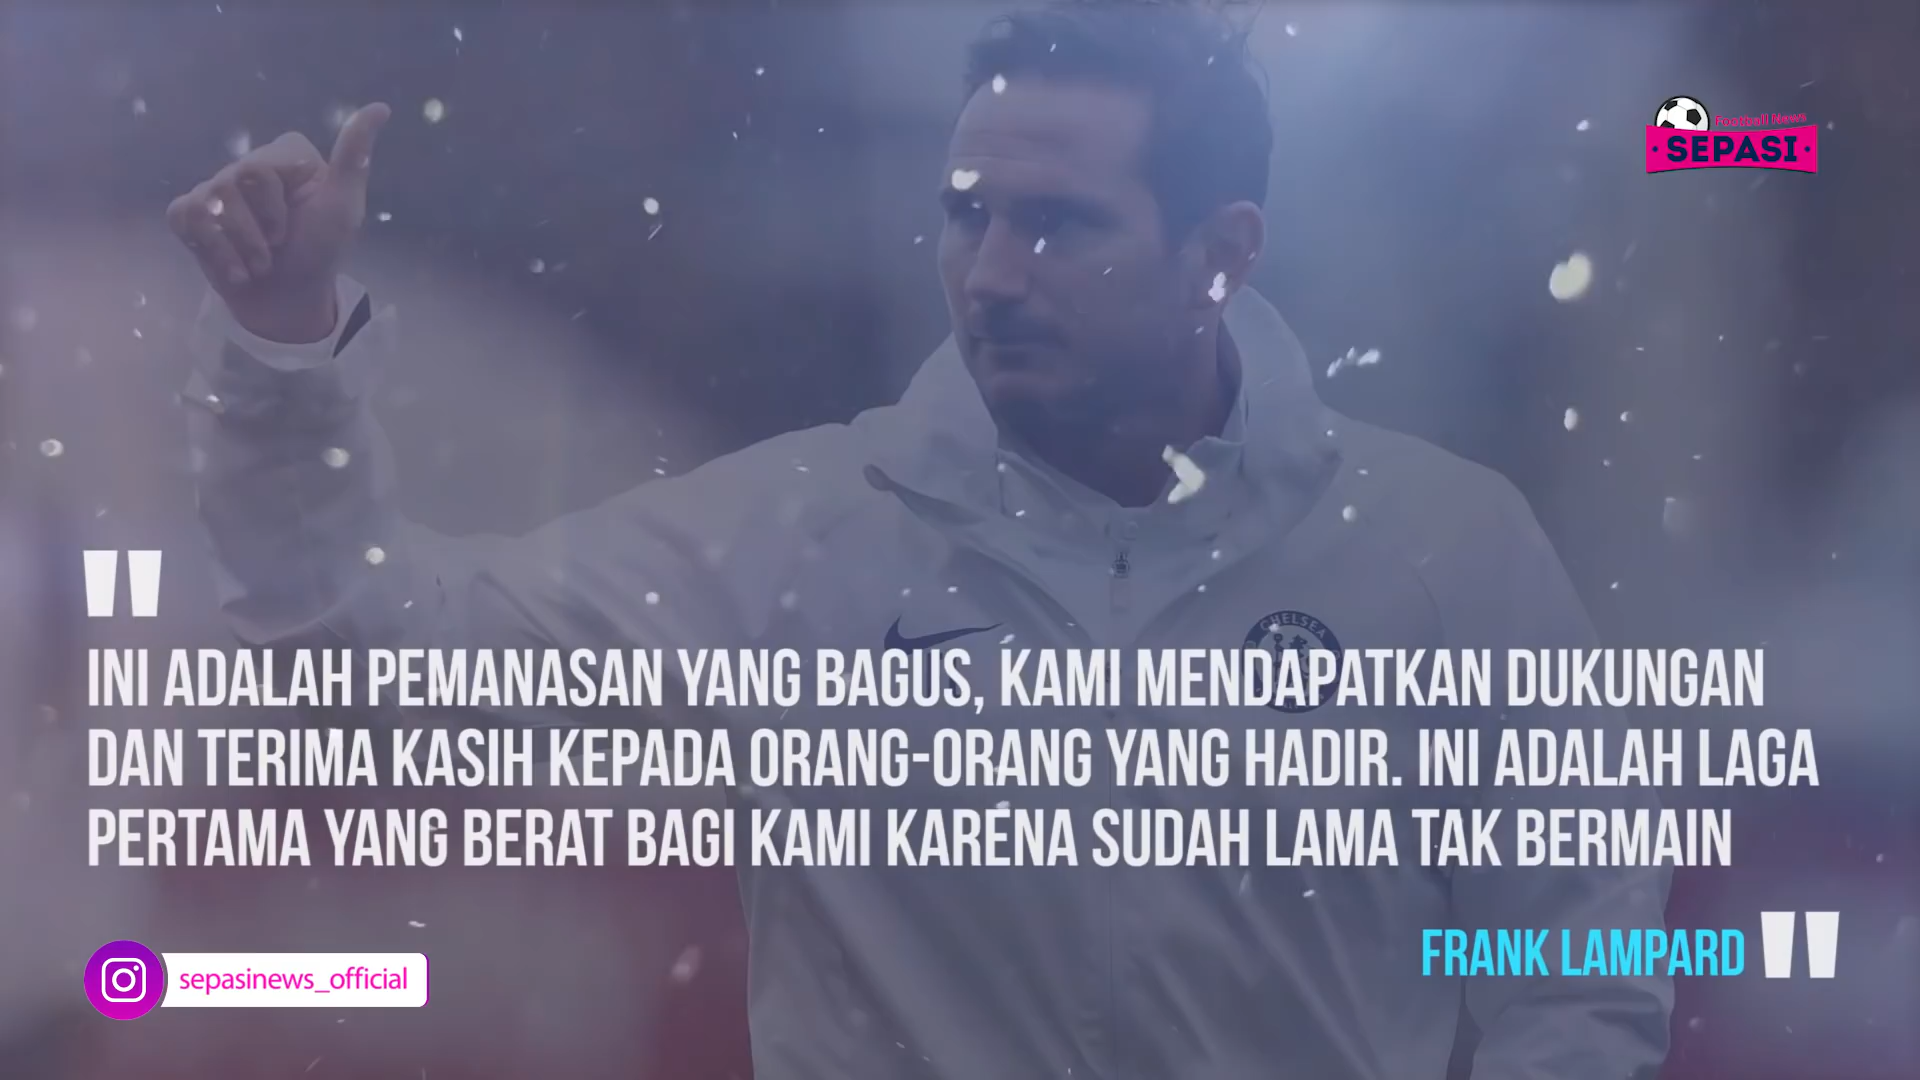 Football News
SEPASI
CHELSEA
"
INI ADALAH PEMANASAN YANG BAGUS, KAMI MENDAPATKAN DUKUNGAN
DAN TERIMA KASIH KEPADA ORANG-ORANG YANG HADIR. INI ADALAH LAGA
PERTAMA YANG BERAT BAGI KAMI KARENA SUDAH LAMA TAK BERMAIN
FRANK LAMPARD "
sepasinews_official